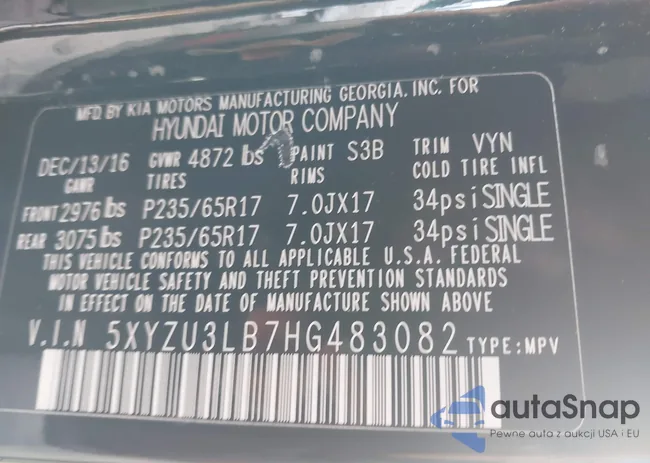 MFD BY KIA MOTORS MANUFACTURING GEORGIA, INC. FOR
HYUNDAI MOTOR COMPANY
DEC/13/16 GVWR 4872 lbs PAINT S3B TRIM VYN
GAWR TIRES RIMS COLD TIRE INFL
FRONT 2976 lbs P235/65R17 7.0JX17 34psi SINGLE
REAR 3075 lbs P235/65R17 7.0JX17 34psi SINGLE
THIS VEHICLE CONFORMS TO ALL APPLICABLE U.S.A. FEDERAL
MOTOR VEHICLE SAFETY AND THEFT PREVENTION STANDARDS
IN EFFECT ON THE DATE OF MANUFACTURE SHOWN ABOVE
V.I.N 5XYZU3LB7HG483082 TYPE: MPV
autaSnap
Pewne auta z aukcji USA i EU